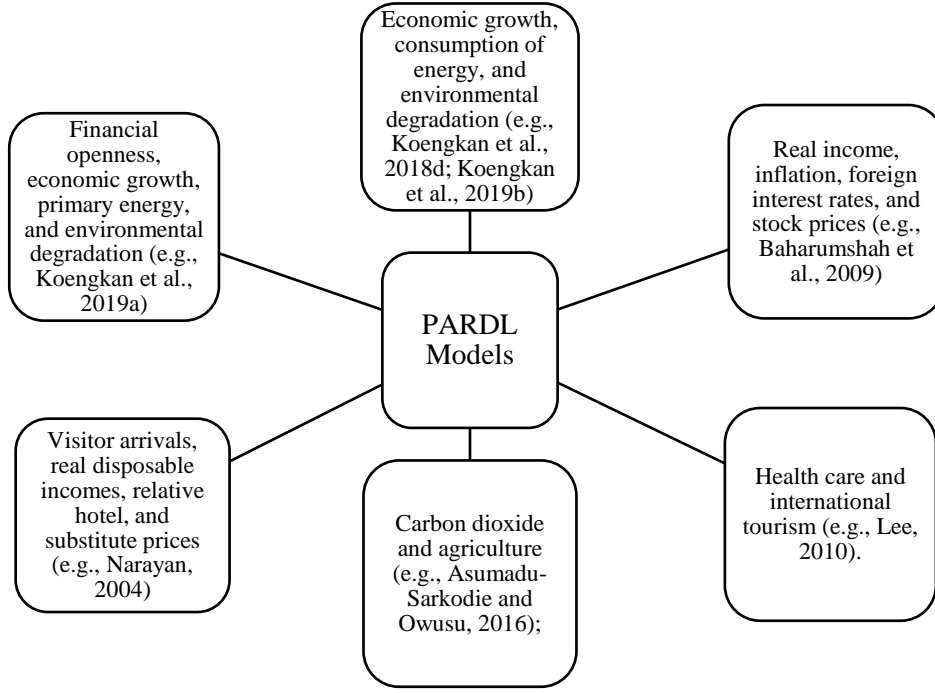 Economic growth,
consumption of
energy, and
environmental
degradation (e.g.,
Koengkan et al.,
2018d; Koengkan
et al., 2019b)
Financial
openness,
economic growth,
primary energy,
and environmental
degradation (e.g.,
Koengkan et al.,
2019a)
Real income,
inflation, foreign
interest rates, and
stock prices (e.g.,
Baharumshah
et al., 2009)
PARDL
Models
Visitor arrivals,
real disposable
incomes, relative
hotel, and
substitute prices
(e.g., Narayan,
2004)
Carbon dioxide
and agriculture
(e.g., Asumadu-
Sarkodie and
Owusu, 2016);
Health care and
international
tourism (e.g., Lee,
2010).